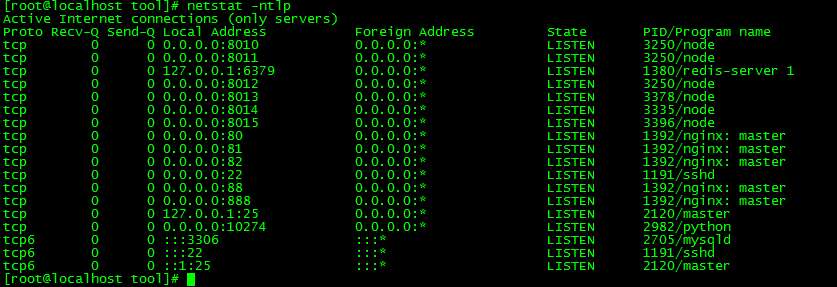 [root@localhost tool]# netstat -ntlp
Active Internet connections (only servers)
Proto Recv-Q Send-Q Local Address           Foreign Address         State       PID/Program name
tcp        0      0 0.0.0.0:8010            0.0.0.0:*               LISTEN      3250/node
tcp        0      0 0.0.0.0:8011            0.0.0.0:*               LISTEN      3250/node
tcp        0      0 127.0.0.1:6379          0.0.0.0:*               LISTEN      1380/redis-server 1
tcp        0      0 0.0.0.0:8012            0.0.0.0:*               LISTEN      3250/node
tcp        0      0 0.0.0.0:8013            0.0.0.0:*               LISTEN      3378/node
tcp        0      0 0.0.0.0:8014            0.0.0.0:*               LISTEN      3335/node
tcp        0      0 0.0.0.0:8015            0.0.0.0:*               LISTEN      3396/node
tcp        0      0 0.0.0.0:80              0.0.0.0:*               LISTEN      1392/nginx: master
tcp        0      0 0.0.0.0:81              0.0.0.0:*               LISTEN      1392/nginx: master
tcp        0      0 0.0.0.0:82              0.0.0.0:*               LISTEN      1392/nginx: master
tcp        0      0 0.0.0.0:22              0.0.0.0:*               LISTEN      1191/sshd
tcp        0      0 0.0.0.0:88              0.0.0.0:*               LISTEN      1392/nginx: master
tcp        0      0 0.0.0.0:888             0.0.0.0:*               LISTEN      1392/nginx: master
tcp        0      0 127.0.0.1:25            0.0.0.0:*               LISTEN      2120/master
tcp        0      0 0.0.0.0:10274           0.0.0.0:*               LISTEN      2982/python
tcp6       0      0 :::3306                 :::*                    LISTEN      2705/mysqld
tcp6       0      0 :::22                   :::*                    LISTEN      1191/sshd
tcp6       0      0 ::1:25                  :::*                    LISTEN      2120/master
[root@localhost tool]#